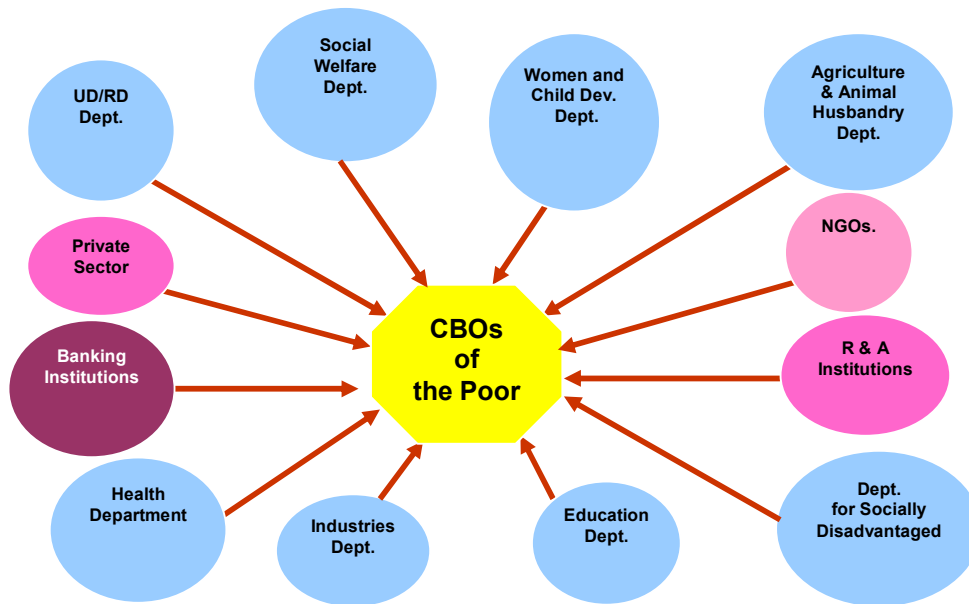 Social
Welfare
Dept.
UD/RD
Dept.
Women and
Child Dev.
Dept.
Agriculture
& Animal
Husbandry
Dept.
Private
Sector
NGOs.
CBOs
of
the Poor
Banking
Institutions
R & A
Institutions
Health
Department
Industries
Dept.
Education
Dept.
Dept.
for Socially
Disadvantaged